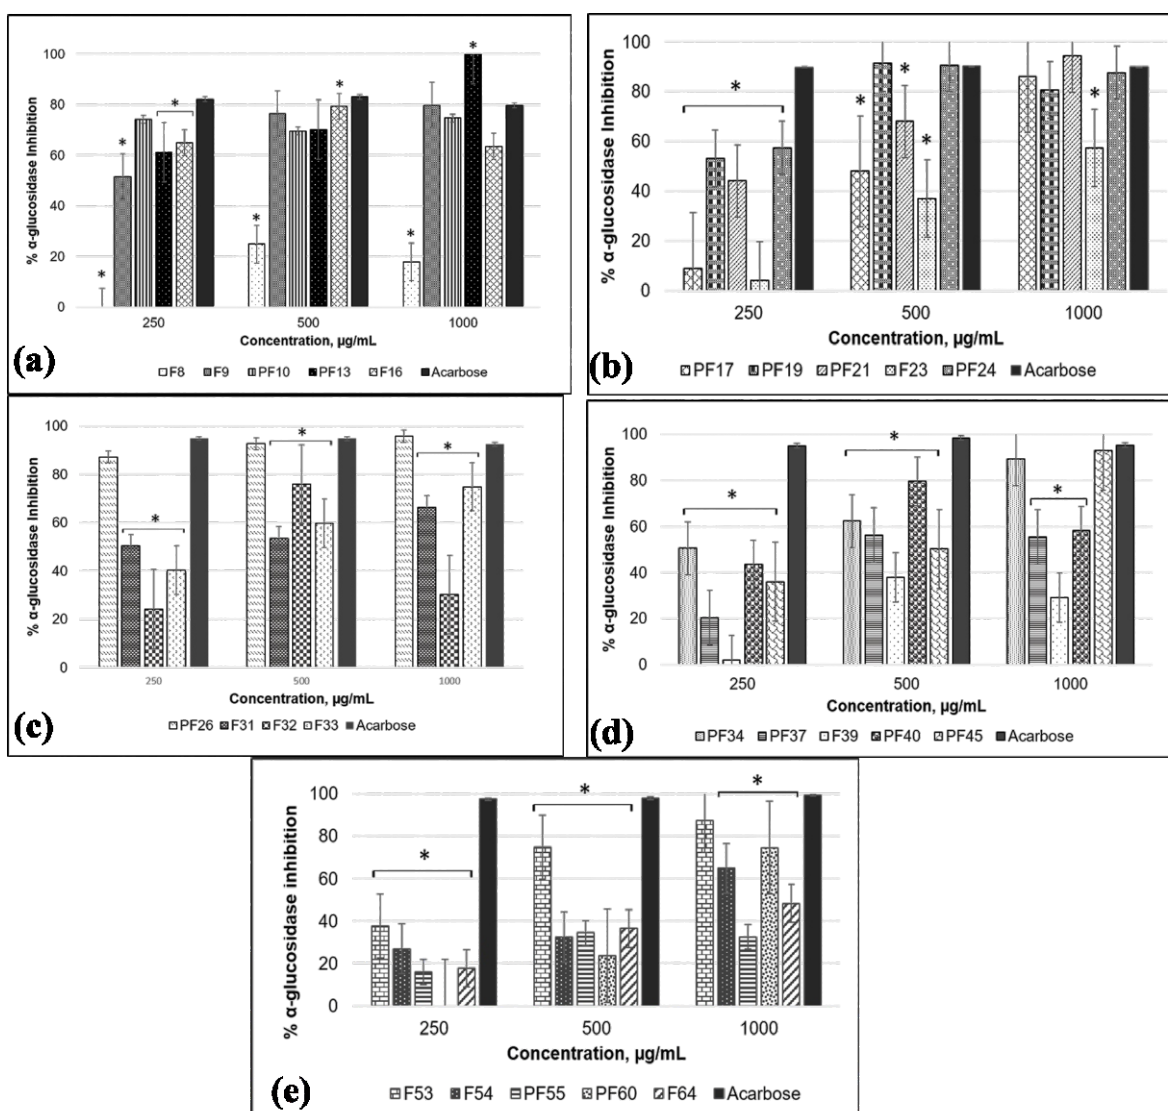 % α-glucosidase Inhibition
100
80
60
40
20
0
* * * * * * * *
250 500 1000
Concentration, µg/mL
(a)
F8 F9 PF10 PF13 F16 Acarbose
% α-glucosidase Inhibition
100
80
60
40
20
0
* * * * *
250 500 1000
Concentration, µg/mL
(b)
PF17 PF19 PF21 F23 PF24 Acarbose
% α-glucosidase Inhibition
100
80
60
40
20
0
* * *
250 500 1000
Concentration, µg/mL
(c)
PF26 F31 F32 F33 Acarbose
% α-glucosidase Inhibition
100
80
60
40
20
0
* * *
250 500 1000
Concentration, µg/mL
(d)
PF34 PF37 F39 PF40 PF45 Acarbose
% α-glucosidase inhibition
100
80
60
40
20
0
* * *
250 500 1000
Concentration, µg/mL
(e)
F53 F54 PF55 PF60 F64 Acarbose